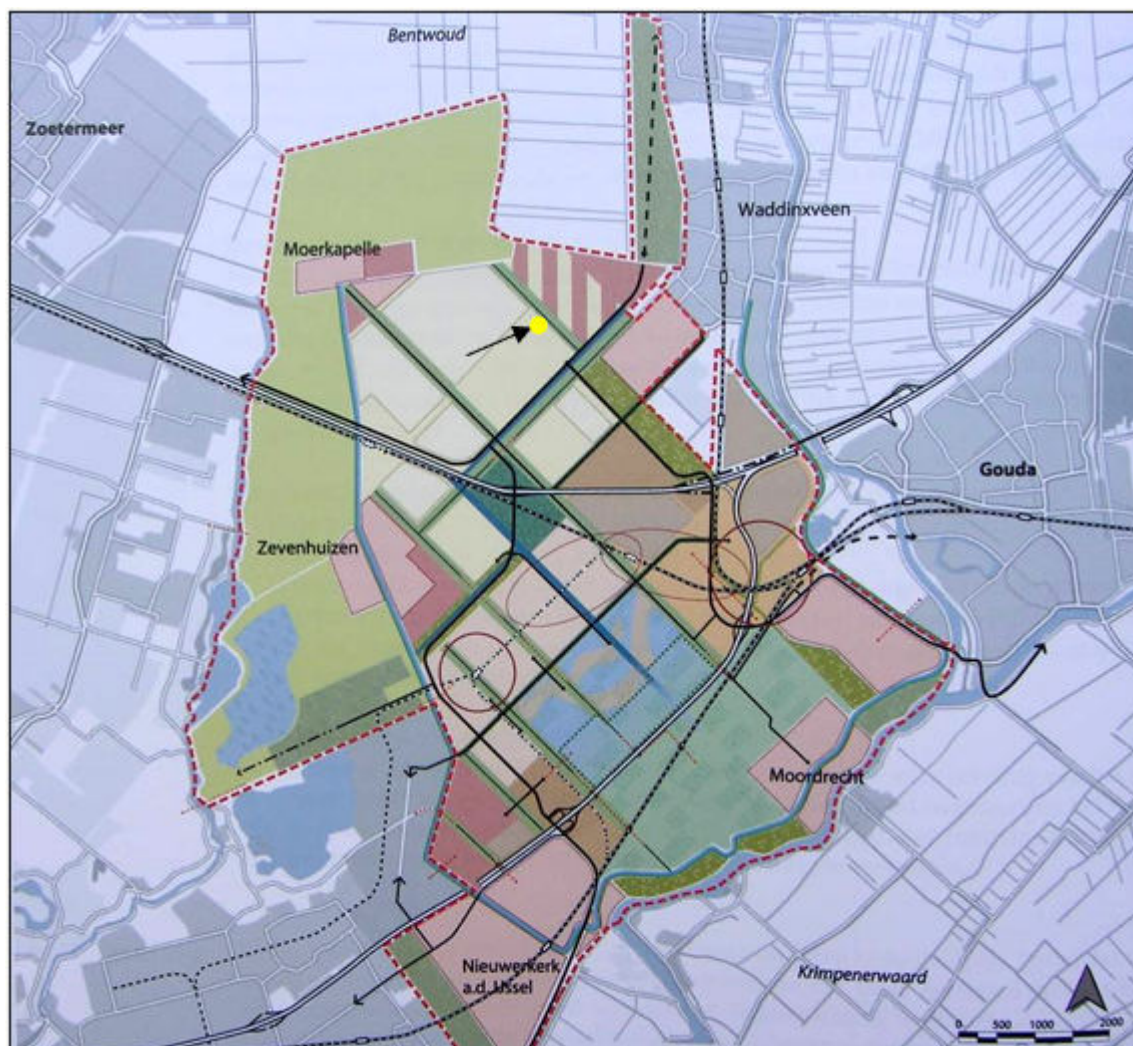 Bentwoud
Zoetermeer
Waddinxveen
Moerkapelle
Gouda
Zevenhuizen
Moordrecht
Nieuwerkerk
a.d. IJssel
Krimpenerwaard
0 500 1000 2000